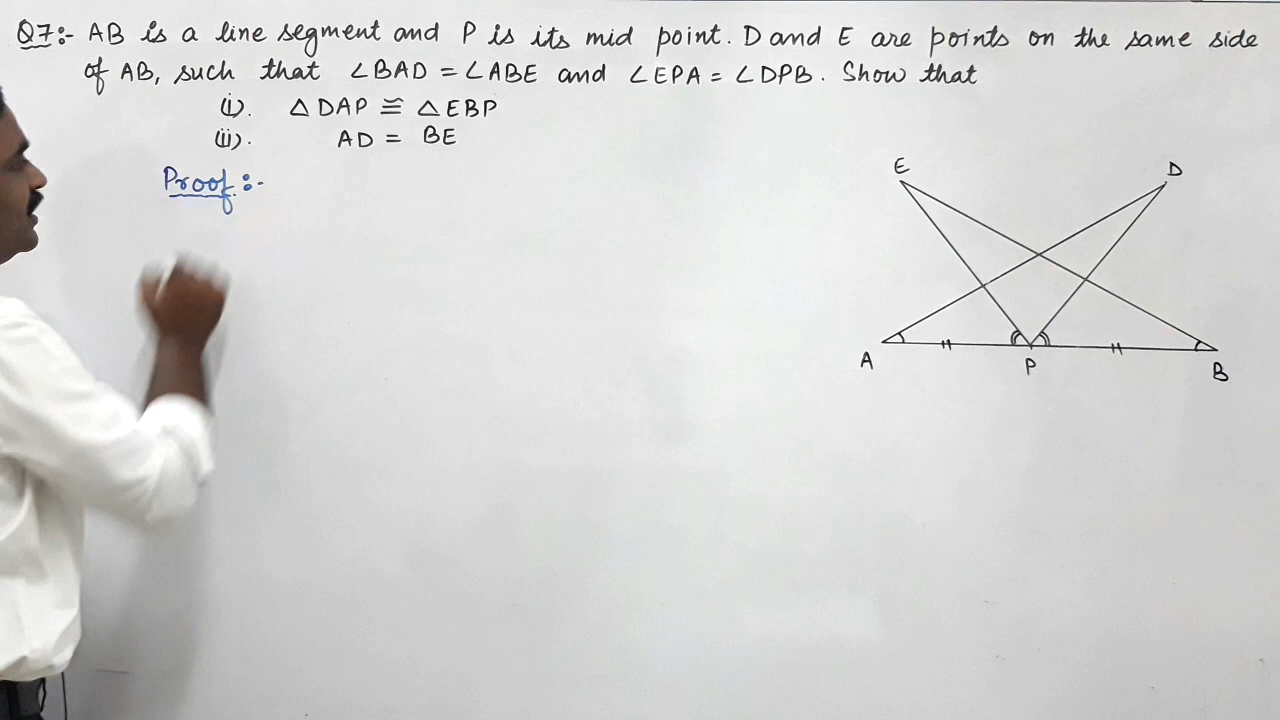 Q7:- AB is a line segment and P is its mid point. D and E are points on the same side
of AB, such that ∠BAD = ∠ABE and ∠EPA = ∠DPB. Show that
(i). △DAP ≅ △EBP
(ii). AD = BE
Proof:-
E
D
A
P
B